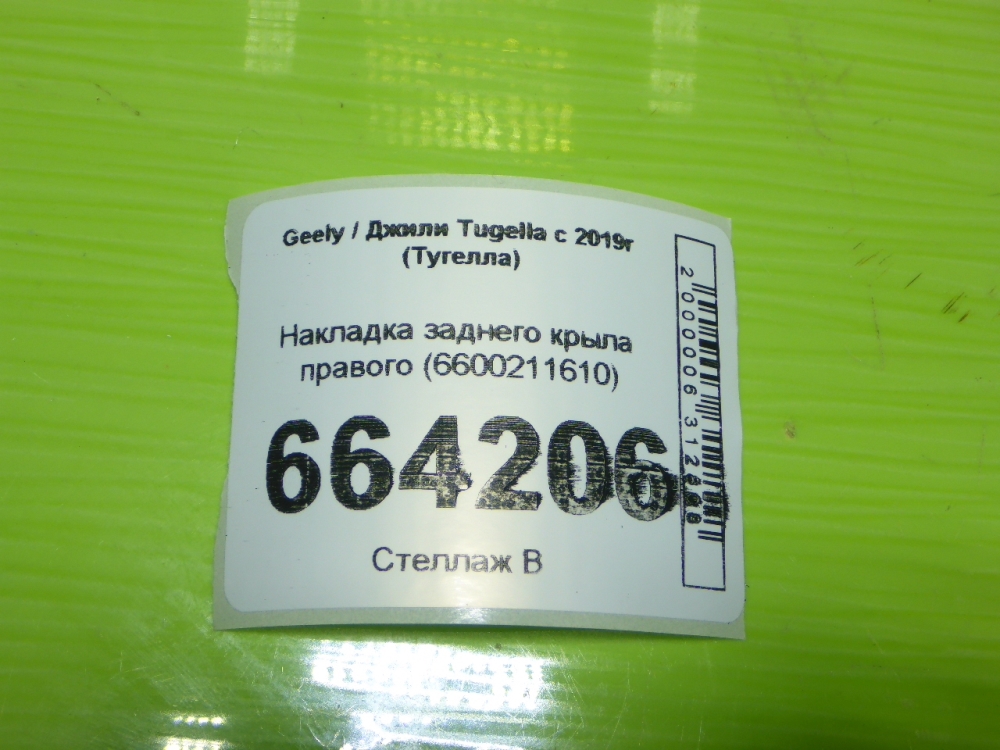 Geely / Джили Tugella с 2019г
(Тугелла)
Накладка заднего крыла
правого (6600211610)
664206
Стеллаж В